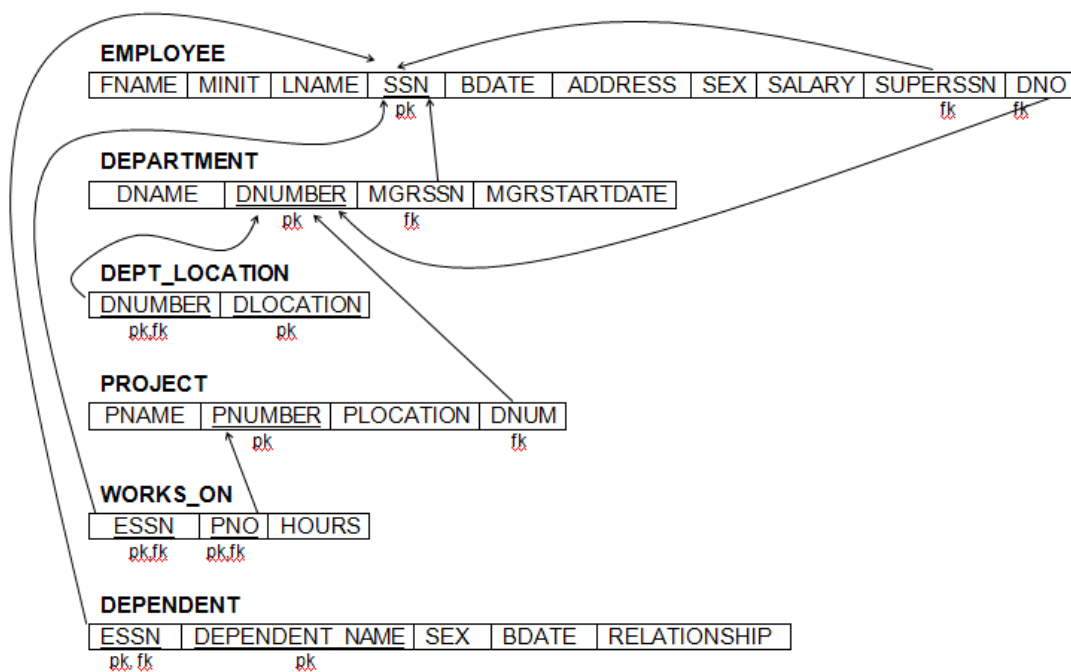 EMPLOYEE
FNAME MINIT LNAME SSN BDATE ADDRESS SEX SALARY SUPERSSN DNO
pk fk fk
DEPARTMENT
DNAME DNUMBER MGRSSN MGRSTARTDATE
pk fk
DEPT_LOCATION
DNUMBER DLOCATION
pk,fk pk
PROJECT
PNAME PNUMBER PLOCATION DNUM
pk fk
WORKS_ON
ESSN PNO HOURS
pk,fk pk,fk
DEPENDENT
ESSN DEPENDENT_NAME SEX BDATE RELATIONSHIP
pk, fk pk